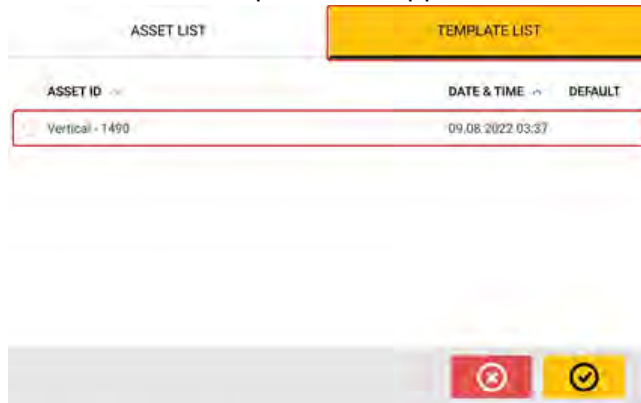 ASSET LIST TEMPLATE LIST
ASSET ID DATE & TIME DEFAULT
Vertical - 1490 09.08.2022 03:37